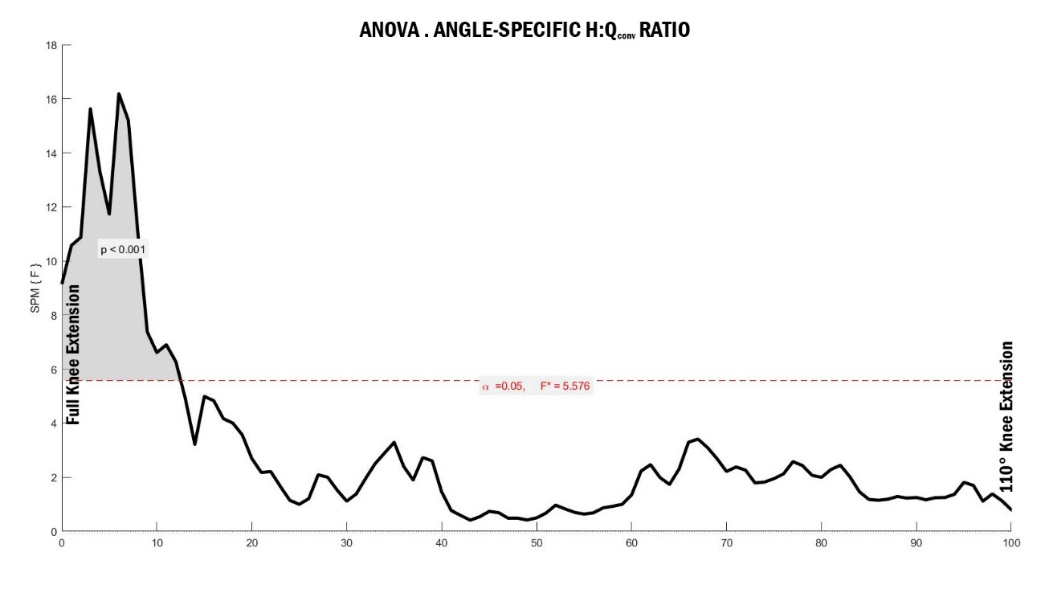 ANOVA . ANGLE-SPECIFIC H:Qconv RATIO
18
16
14
12
10
8
6
4
2
0
SPM { F }
p < 0.001
Full Knee Extension
α =0.05, F* = 5.576
110° Knee Extension
0 10 20 30 40 50 60 70 80 90 100